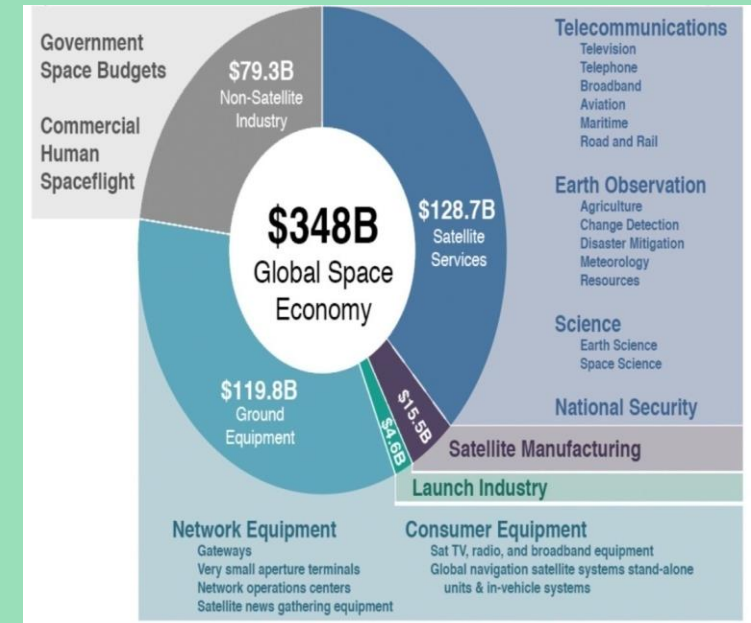 Government
Space Budgets
Commercial
Human
Spaceflight
$79.3B
Non-Satellite
Industry
$348B
Global Space
Economy
$128.7B
Satellite
Services
$119.8B
Ground
Equipment
$4.6B
$15.5B
Telecommunications
Television
Telephone
Broadband
Aviation
Maritime
Road and Rail
Earth Observation
Agriculture
Change Detection
Disaster Mitigation
Meteorology
Resources
Science
Earth Science
Space Science
National Security
Satellite Manufacturing
Launch Industry
Network Equipment
Gateways
Very small aperture terminals
Network operations centers
Satellite news gathering equipment
Consumer Equipment
Sat TV, radio, and broadband equipment
Global navigation satellite systems stand-alone
units & in-vehicle systems